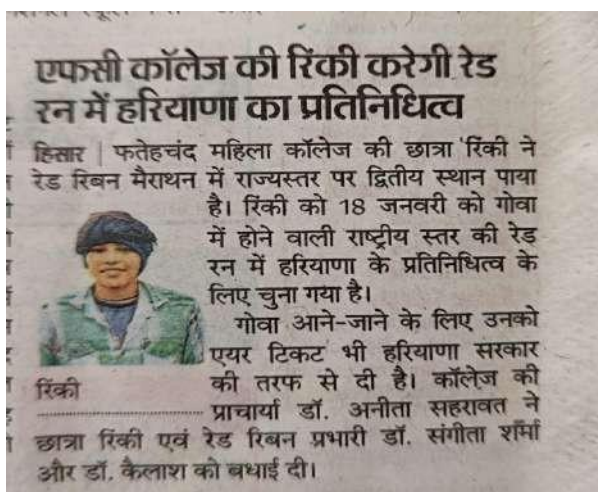 एफसी कॉलेज की रिंकी करेगी रेड
रन में हरियाणा का प्रतिनिधित्व
हिसार | फतेहचंद महिला कॉलेज की छात्रा रिंकी ने
रेड रिबन मैराथन में राज्यस्तर पर द्वितीय स्थान पाया
है। रिंकी को 18 जनवरी को गोवा
में होने वाली राष्ट्रीय स्तर की रेड
रन में हरियाणा के प्रतिनिधित्व के
लिए चुना गया है।
गोवा आने-जाने के लिए उनको
एयर टिकट भी हरियाणा सरकार
की तरफ से दी है। कॉलेज की
प्राचार्या डॉ. अनीता सहरावत ने
छात्रा रिंकी एवं रेड रिबन प्रभारी डॉ. संगीता शर्मा
और डॉ. कैलाश को बधाई दी।
रिंकी